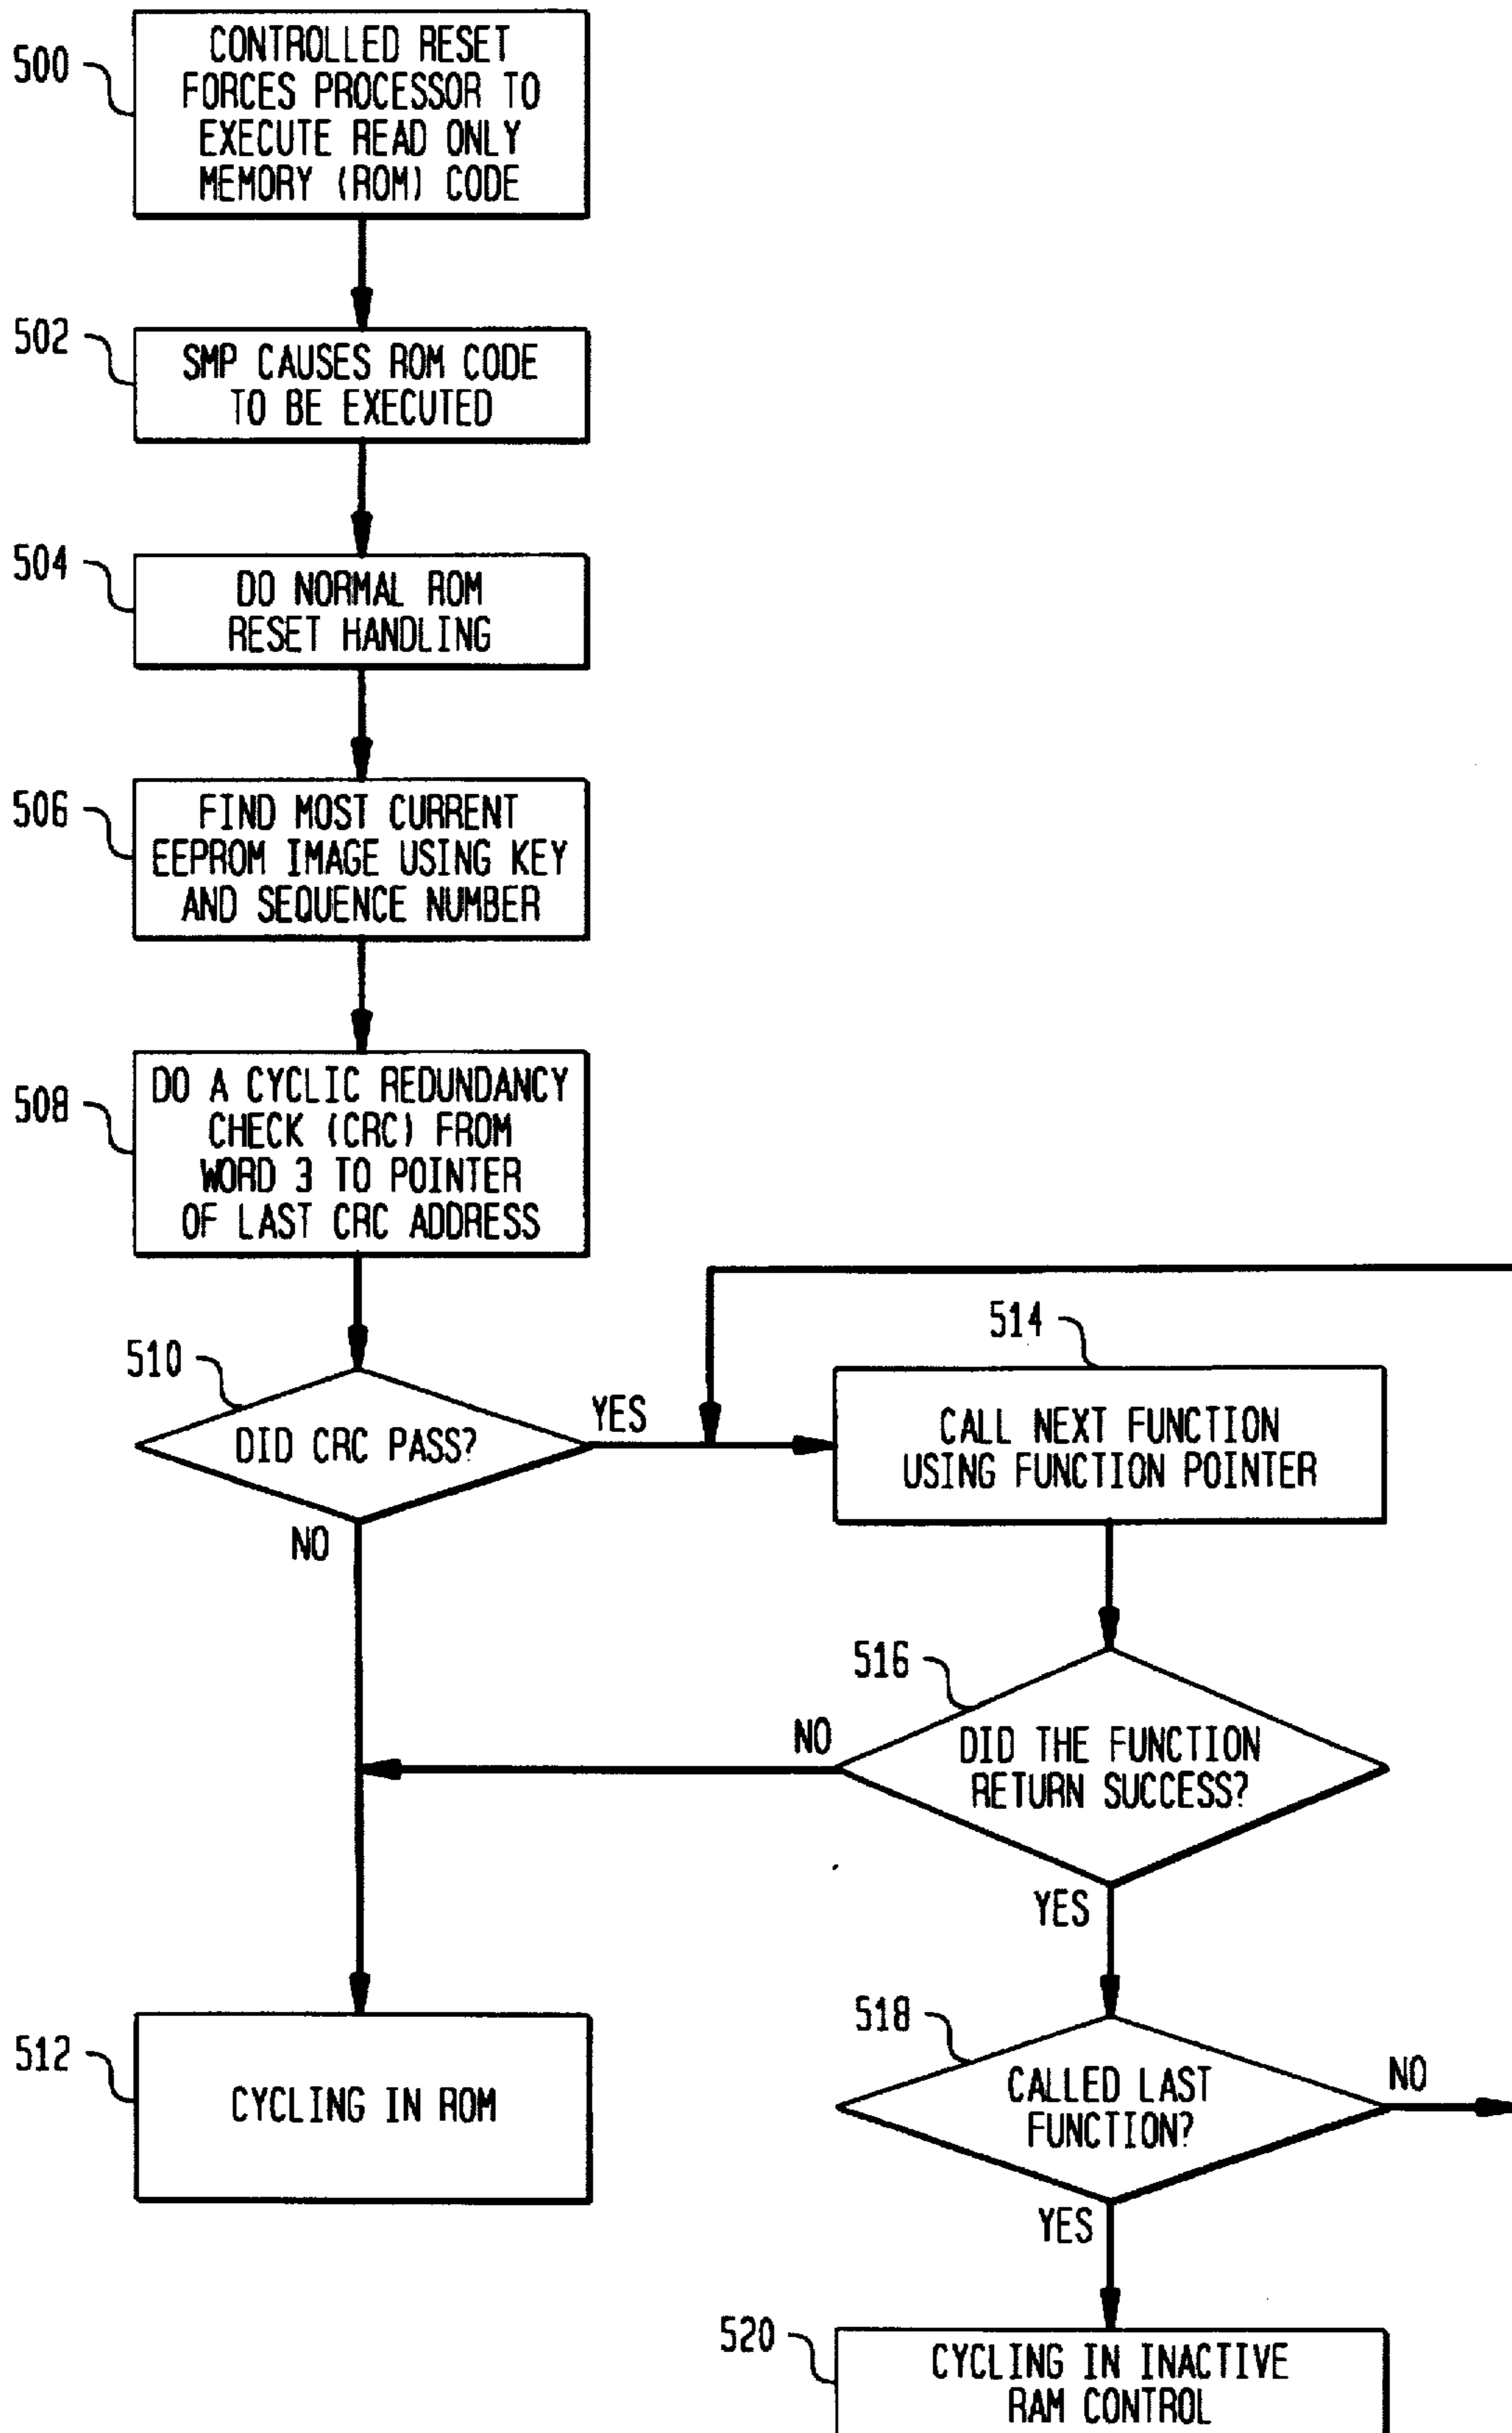 500
CONTROLLED RESET
FORCES PROCESSOR TO
EXECUTE READ ONLY
MEMORY (ROM) CODE
502
SMP CAUSES ROM CODE
TO BE EXECUTED
504
DO NORMAL ROM
RESET HANDLING
506
FIND MOST CURRENT
EEPROM IMAGE USING KEY
AND SEQUENCE NUMBER
508
DO A CYCLIC REDUNDANCY
CHECK (CRC) FROM
WORD 3 TO POINTER
OF LAST CRC ADDRESS
510
DID CRC PASS?
YES
NO
514
CALL NEXT FUNCTION
USING FUNCTION POINTER
516
DID THE FUNCTION
RETURN SUCCESS?
NO
YES
512
CYCLING IN ROM
518
CALLED LAST
FUNCTION?
NO
YES
520
CYCLING IN INACTIVE
RAM CONTROL